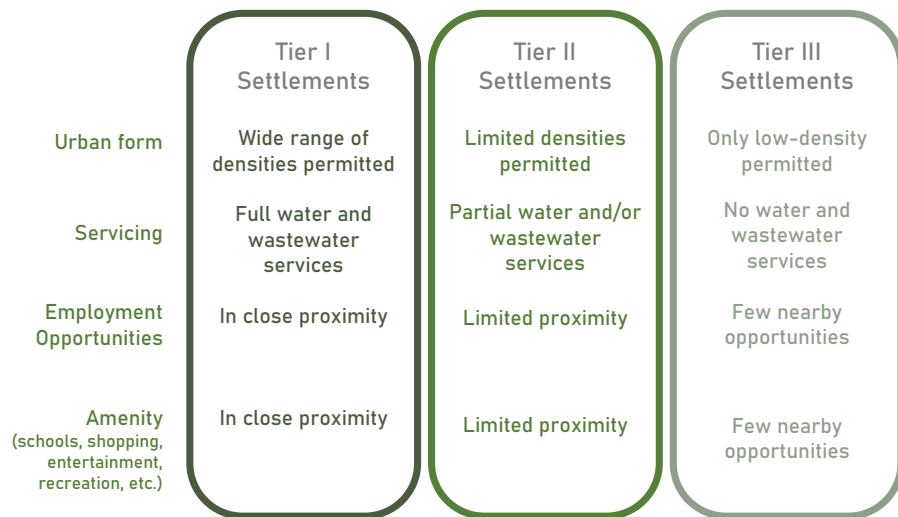 Tier I
Settlements
Tier II
Settlements
Tier III
Settlements
Urban form
Wide range of
densities permitted
Limited densities
permitted
Only low-density
permitted
Servicing
Full water and
wastewater
services
Partial water and/or
wastewater
services
No water and
wastewater
services
Employment
Opportunities
In close proximity
Limited proximity
Few nearby
opportunities
Amenity
(schools, shopping,
entertainment,
recreation, etc.)
In close proximity
Limited proximity
Few nearby
opportunities